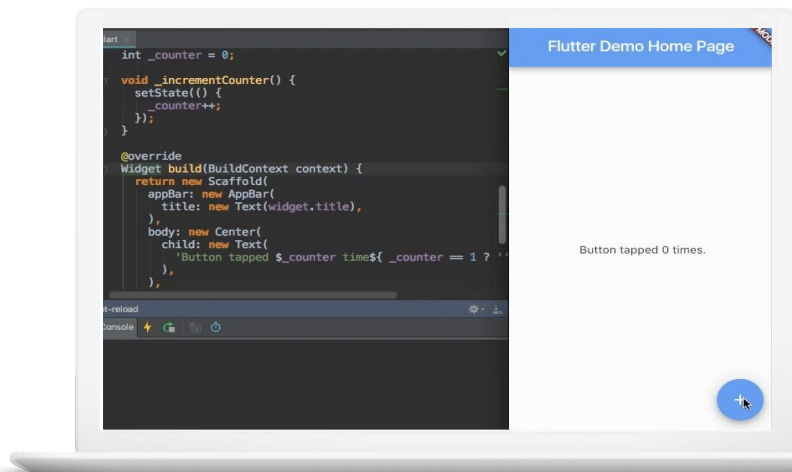 dart
int _counter = 0;
void _incrementCounter() {
setState(() {
_counter++;
});
}
@override
Widget build(BuildContext context) {
return new Scaffold(
appBar: new AppBar(
title: new Text(widget.title),
),
body: new Center(
child: new Text(
'Button tapped $_counter time${ _counter == 1 ? ''
),
),
t-reload
Console
Flutter Demo Home Page
MOD
Button tapped 0 times.
+